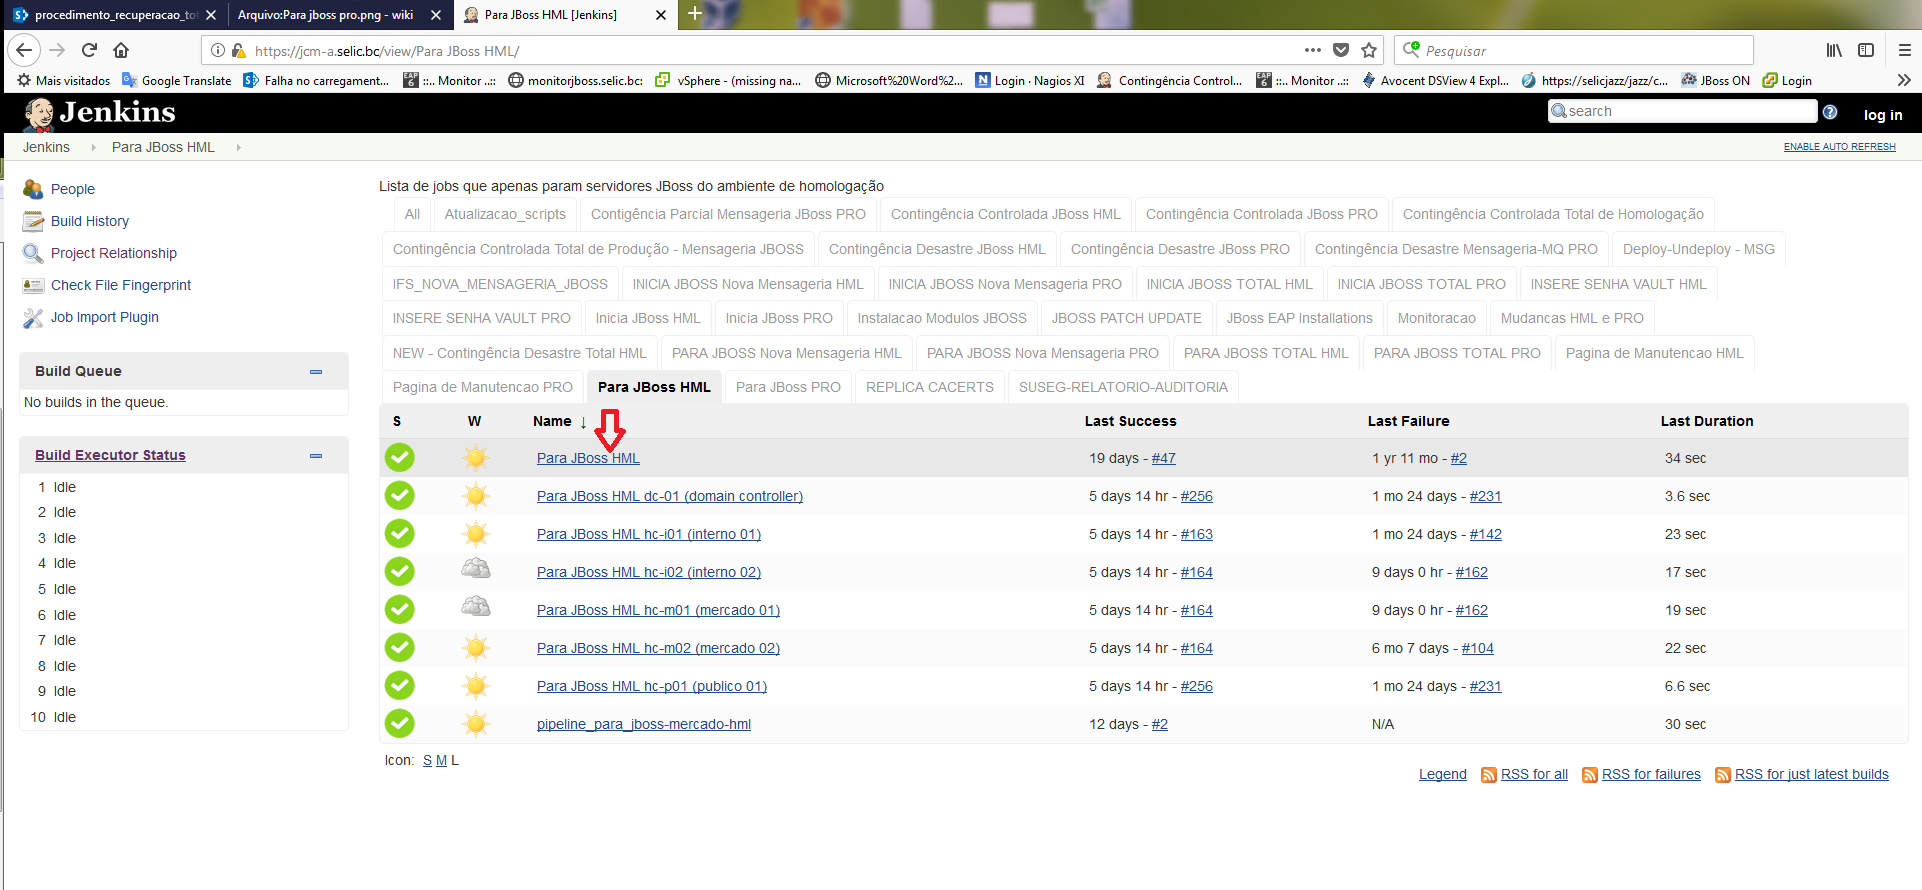 procedimento_recuperacao_to
Arquivo:Para jboss pro.png - wiki
Para JBoss HML [Jenkins]
https://jcm-a.selic.bc/view/Para JBoss HML/
Pesquisar
Mais visitados
Google Translate
Falha no carregament...
::.. Monitor ..::
monitorjboss.selic.bc:
vSphere - (missing na...
Microsoft%20Word%2...
Login · Nagios XI
Contingência Control...
::.. Monitor ..::
Avocent DSView 4 Expl...
https://selicjazz/jazz/c...
JBoss ON
Login
Jenkins
search
log in
Jenkins
Para JBoss HML
ENABLE AUTO REFRESH
People
Build History
Project Relationship
Check File Fingerprint
Job Import Plugin
Build Queue
No builds in the queue.
Build Executor Status
1 Idle
2 Idle
3 Idle
4 Idle
5 Idle
6 Idle
7 Idle
8 Idle
9 Idle
10 Idle
Lista de jobs que apenas param servidores JBoss do ambiente de homologação
All Atualizacao_scripts Contigência Parcial Mensageria JBoss PRO Contingência Controlada JBoss HML Contingência Controlada JBoss PRO Contingência Controlada Total de Homologação
Contingência Controlada Total de Produção - Mensageria JBOSS Contingência Desastre JBoss HML Contingência Desastre JBoss PRO Contingência Desastre Mensageria-MQ PRO Deploy-Undeploy - MSG
IFS_NOVA_MENSAGERIA_JBOSS INICIA JBOSS Nova Mensageria HML INICIA JBOSS Nova Mensageria PRO INICIA JBOSS TOTAL HML INICIA JBOSS TOTAL PRO INSERE SENHA VAULT HML
INSERE SENHA VAULT PRO Inicia JBoss HML Inicia JBoss PRO Instalacao Modulos JBOSS JBOSS PATCH UPDATE JBoss EAP Installations Monitoracao Mudancas HML e PRO
NEW - Contingência Desastre Total HML PARA JBOSS Nova Mensageria HML PARA JBOSS Nova Mensageria PRO PARA JBOSS TOTAL HML PARA JBOSS TOTAL PRO Pagina de Manutencao HML
Pagina de Manutencao PRO Para JBoss HML Para JBoss PRO REPLICA CACERTS SUSEG-RELATORIO-AUDITORIA
S W Name ↓ Last Success Last Failure Last Duration
Para JBoss HML 19 days - #47 1 yr 11 mo - #2 34 sec
Para JBoss HML dc-01 (domain controller) 5 days 14 hr - #256 1 mo 24 days - #231 3.6 sec
Para JBoss HML hc-i01 (interno 01) 5 days 14 hr - #163 1 mo 24 days - #142 23 sec
Para JBoss HML hc-i02 (interno 02) 5 days 14 hr - #164 9 days 0 hr - #162 17 sec
Para JBoss HML hc-m01 (mercado 01) 5 days 14 hr - #164 9 days 0 hr - #162 19 sec
Para JBoss HML hc-m02 (mercado 02) 5 days 14 hr - #164 6 mo 7 days - #104 22 sec
Para JBoss HML hc-p01 (publico 01) 5 days 14 hr - #256 1 mo 24 days - #231 6.6 sec
pipeline_para_jboss-mercado-hml 12 days - #2 N/A 30 sec
Icon: S M L
Legend RSS for all RSS for failures RSS for just latest builds